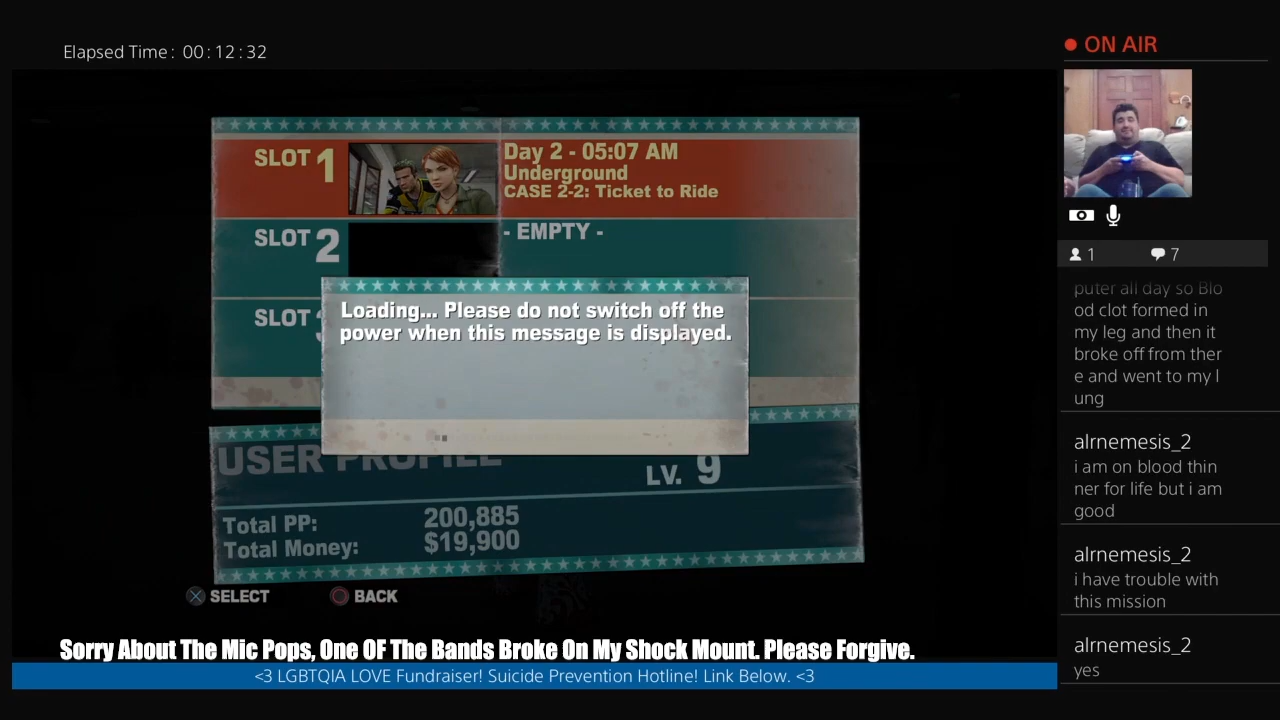 Elapsed Time: 00:12:32
ON AIR
SLOT 1
Day 2 - 05:07 AM
Underground
CASE 2-2: Ticket to Ride
SLOT 2
- EMPTY -
SLOT
Loading... Please do not switch off the
power when this message is displayed.
USER PROFILE
LV. 9
Total PP: 200,885
Total Money: $19,900
SELECT
BACK
Sorry About The Mic Pops, One OF The Bands Broke On My Shock Mount. Please Forgive.
<3 LGBTQIA LOVE Fundraiser! Suicide Prevention Hotline! Link Below. <3
1
7
puter all day so Blo
od clot formed in
my leg and then it
broke off from ther
e and went to my l
ung
alrnemesis_2
i am on blood thin
ner for life but i am
good
alrnemesis_2
i have trouble with
this mission
alrnemesis_2
yes